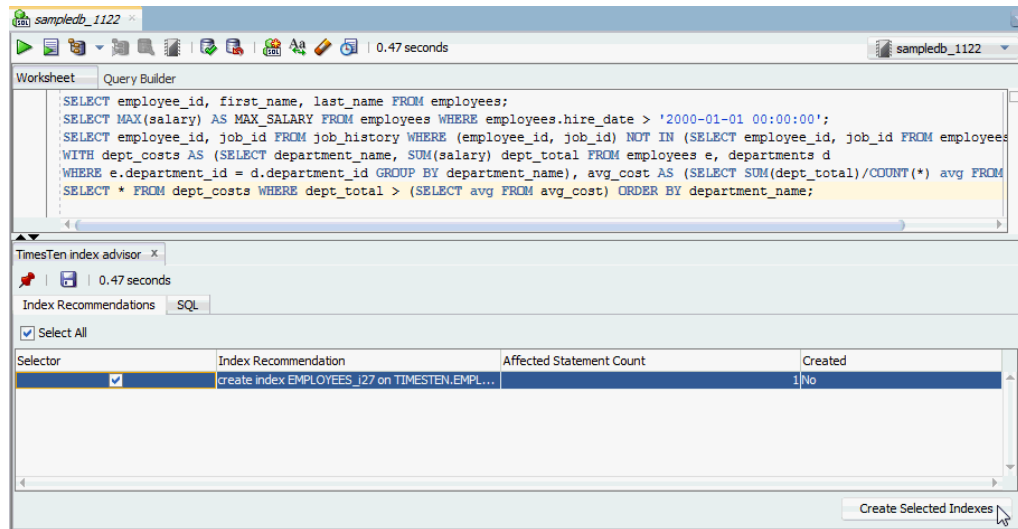 sampledb_1122
SQL
Aa
0.47 seconds
sampledb_1122
Worksheet Query Builder
SELECT employee_id, first_name, last_name FROM employees;
SELECT MAX(salary) AS MAX_SALARY FROM employees WHERE employees.hire_date > '2000-01-01 00:00:00';
SELECT employee_id, job_id FROM job_history WHERE (employee_id, job_id) NOT IN (SELECT employee_id, job_id FROM employees
WITH dept_costs AS (SELECT department_name, SUM(salary) dept_total FROM employees e, departments d
WHERE e.department_id = d.department_id GROUP BY department_name), avg_cost AS (SELECT SUM(dept_total)/COUNT(*) avg FROM
SELECT * FROM dept_costs WHERE dept_total > (SELECT avg FROM avg_cost) ORDER BY department_name;
TimesTen index advisor x
0.47 seconds
Index Recommendations SQL
Select All
Selector Index Recommendation Affected Statement Count Created
create index EMPLOYEES_i27 on TIMESTEN.EMPL... 1 No
Create Selected Indexes